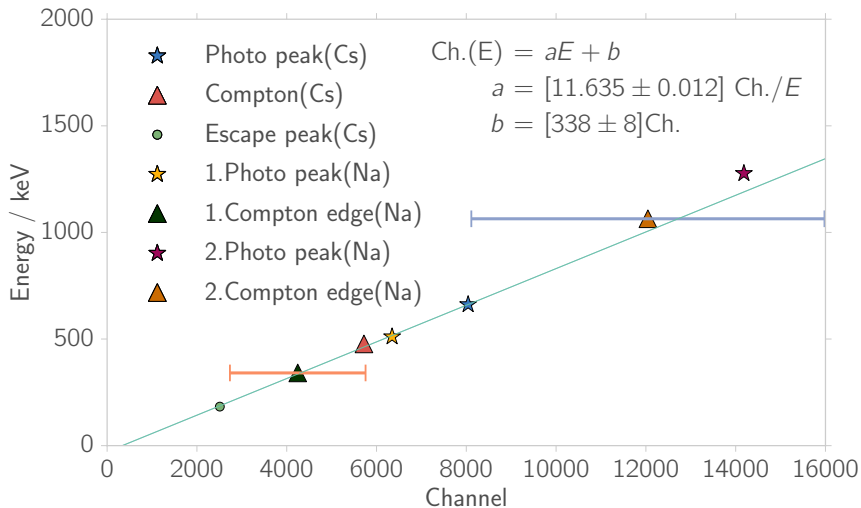 2000
1500
1000
500
0
Energy / keV
Photo peak(Cs)
Compton(Cs)
Escape peak(Cs)
1.Photo peak(Na)
1.Compton edge(Na)
2.Photo peak(Na)
2.Compton edge(Na)
Ch.(E) = aE + b
a = [11.635 ± 0.012] Ch./E
b = [338 ± 8]Ch.
0 2000 4000 6000 8000 10000 12000 14000 16000
Channel